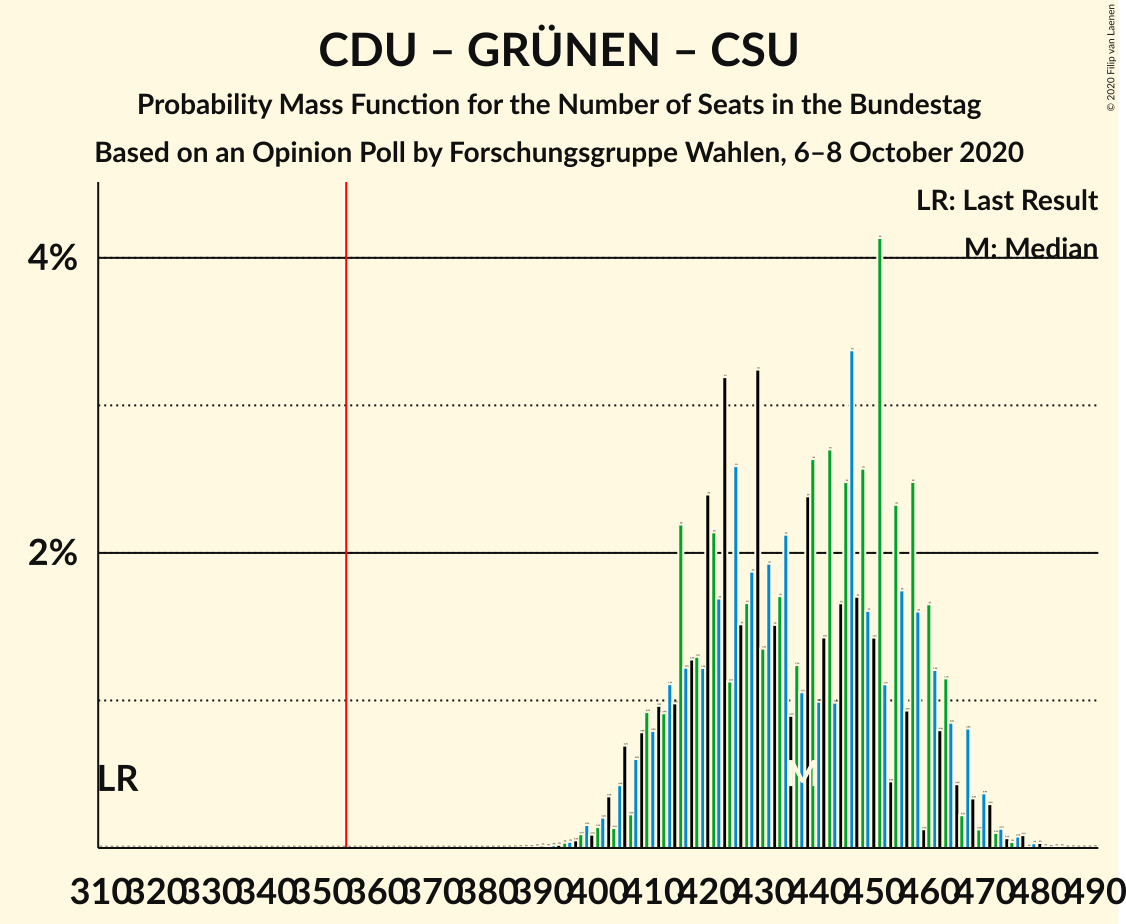 CDU – GRÜNEN – CSU
Probability Mass Function for the Number of Seats in the Bundestag
Based on an Opinion Poll by Forschungsgruppe Wahlen, 6–8 October 2020
© 2020 Filip van Laenen
LR: Last Result
M: Median
4%
2%
LR
M
310 320 330 340 350 360 370 380 390 400 410 420 430 440 450 460 470 480 490